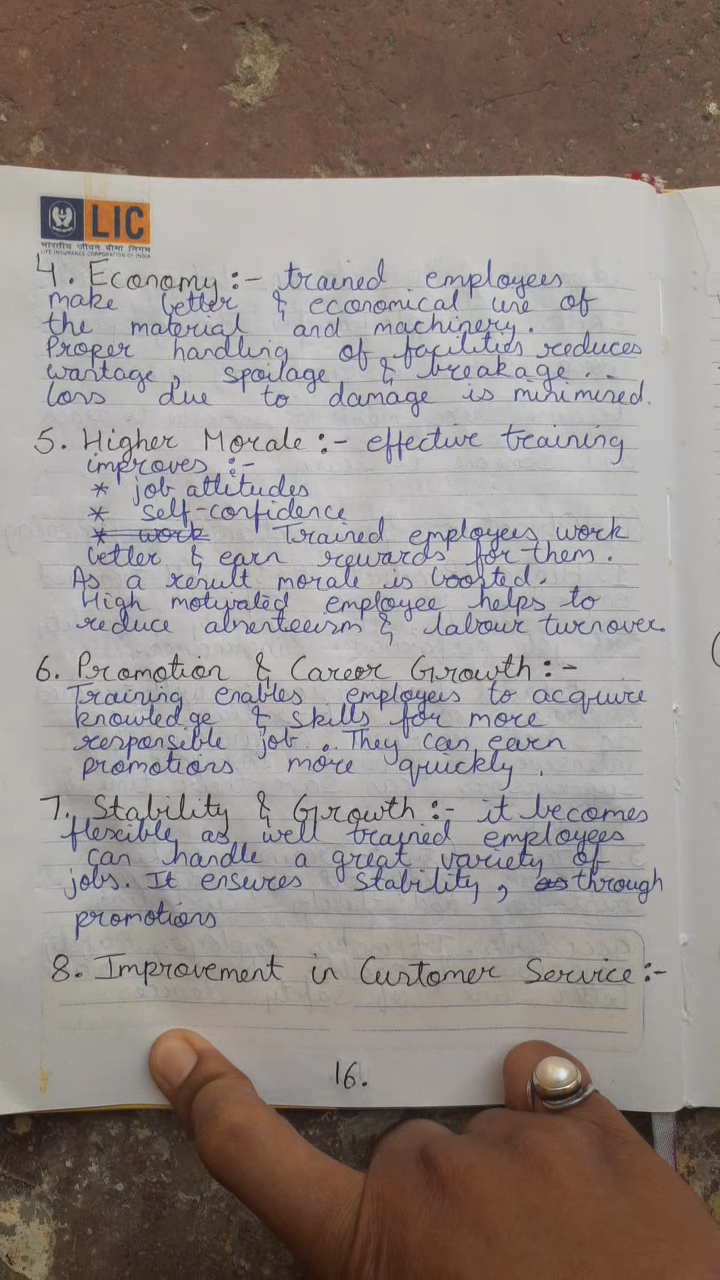 LIC
भारतीय जीवन बीमा निगम
LIFE INSURANCE CORPORATION OF INDIA
4. Economy :- trained employees
make better & economical use of
the material and machinery.
Proper handling of facilities reduces
wastage, spoilage & breakage.
loss due to damage is minimized.
5. Higher Morale :- effective training
improves :-
* job attitudes
* self-confidence
* work Trained employees work
better & earn rewards for them.
As a result morale is boosted.
High motivated employee helps to
reduce absenteeism & labour turnover.
6. Promotion & Career Growth :-
Training enables employees to acquire
knowledge & skills for more
responsible job. They can earn
promotions more quickly.
7. Stability & Growth :- it becomes
flexible as well trained employees
can handle a great variety of
jobs. It ensures stability, as through
promotions
8. Improvement in Customer Service :-
16.